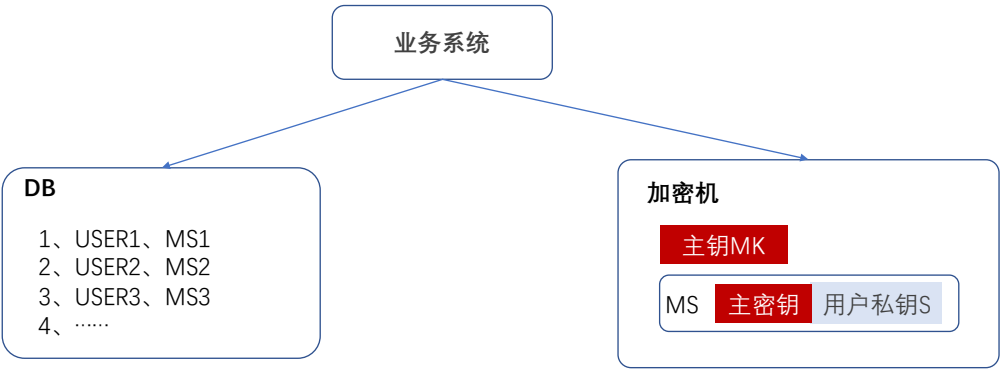 业务系统
DB
1、USER1、MS1
2、USER2、MS2
3、USER3、MS3
4、……
加密机
主钥MK
MS 主密钥 用户私钥S